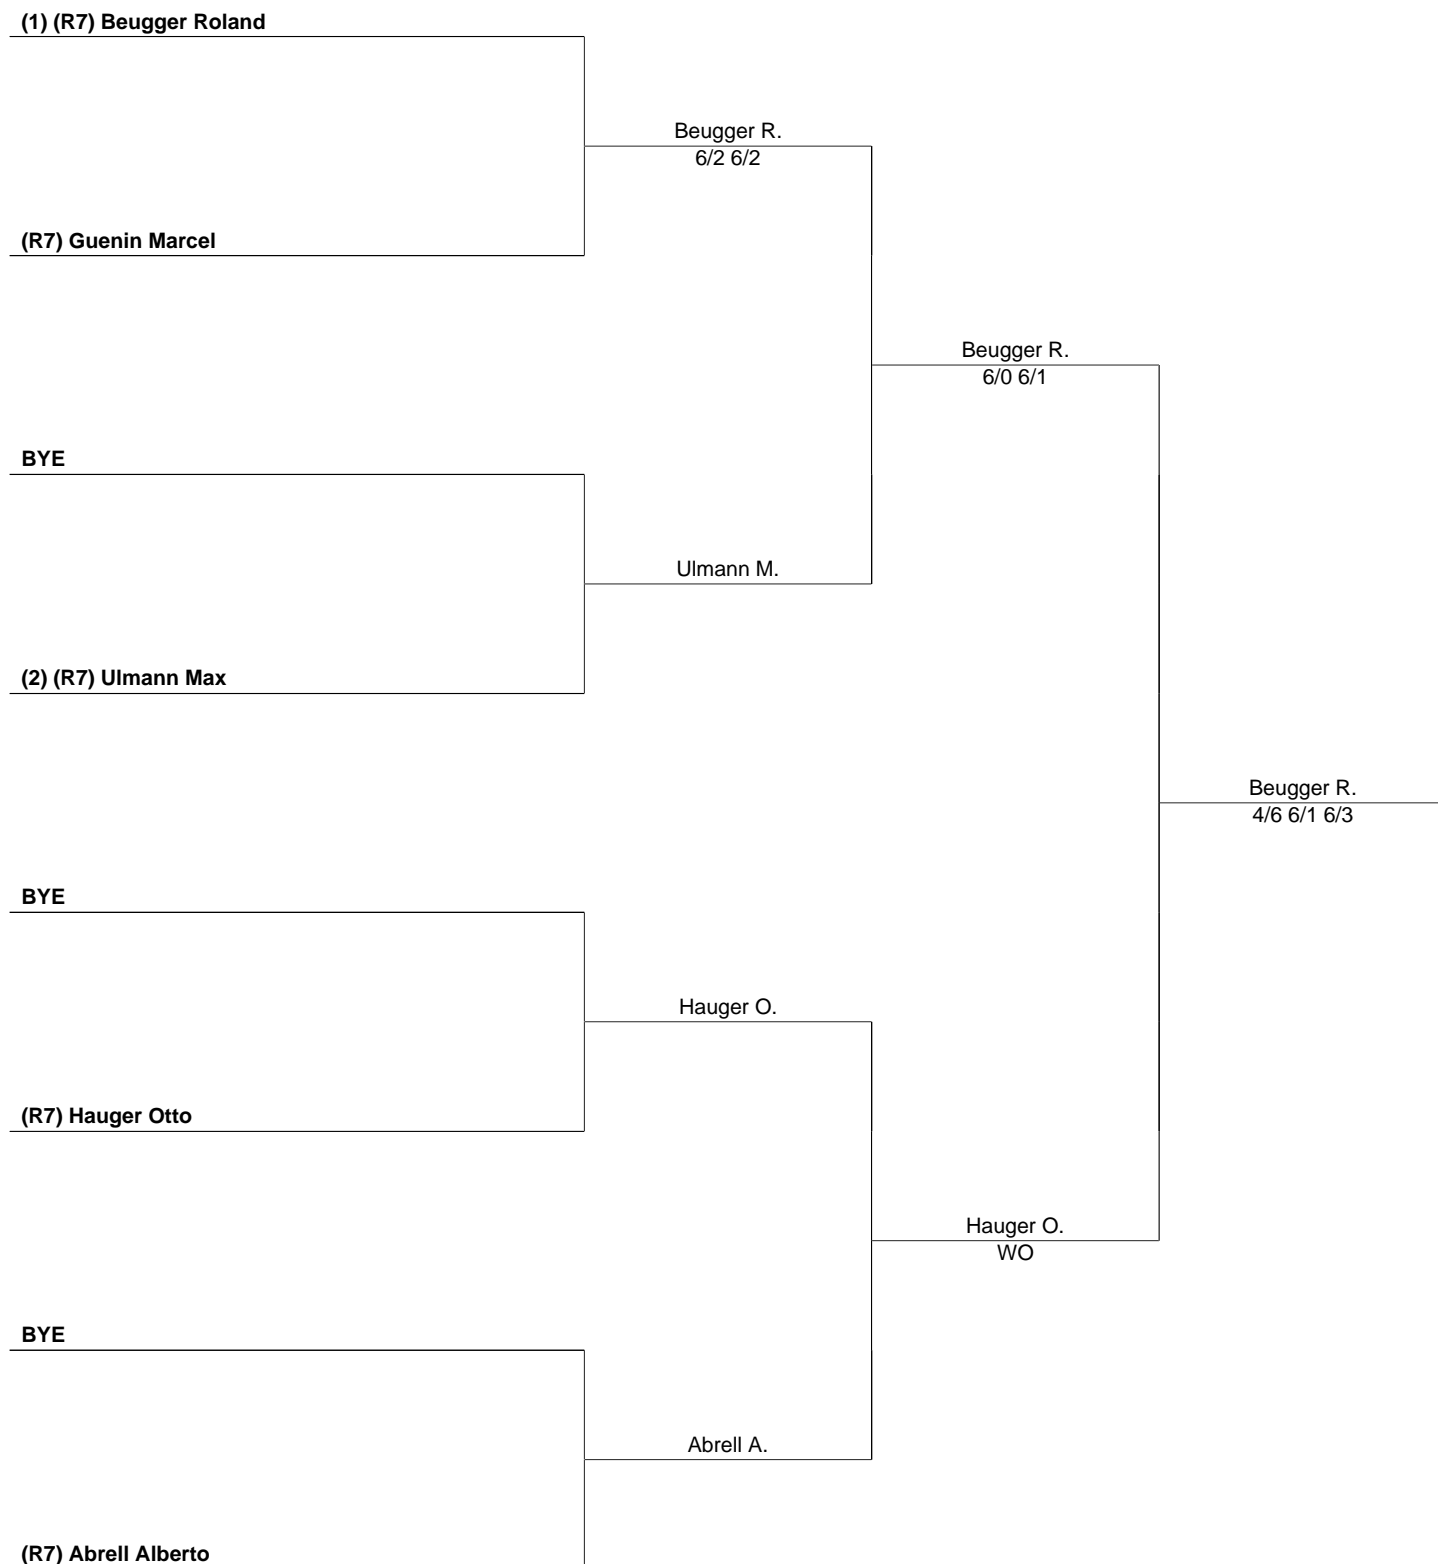 (1) (R7) Beugger Roland
Beugger R.
6/2 6/2
(R7) Guenin Marcel
Beugger R.
6/0 6/1
BYE
Ulmann M.
(2) (R7) Ulmann Max
Beugger R.
4/6 6/1 6/3
BYE
Hauger O.
(R7) Hauger Otto
Hauger O.
WO
BYE
Abrell A.
(R7) Abrell Alberto